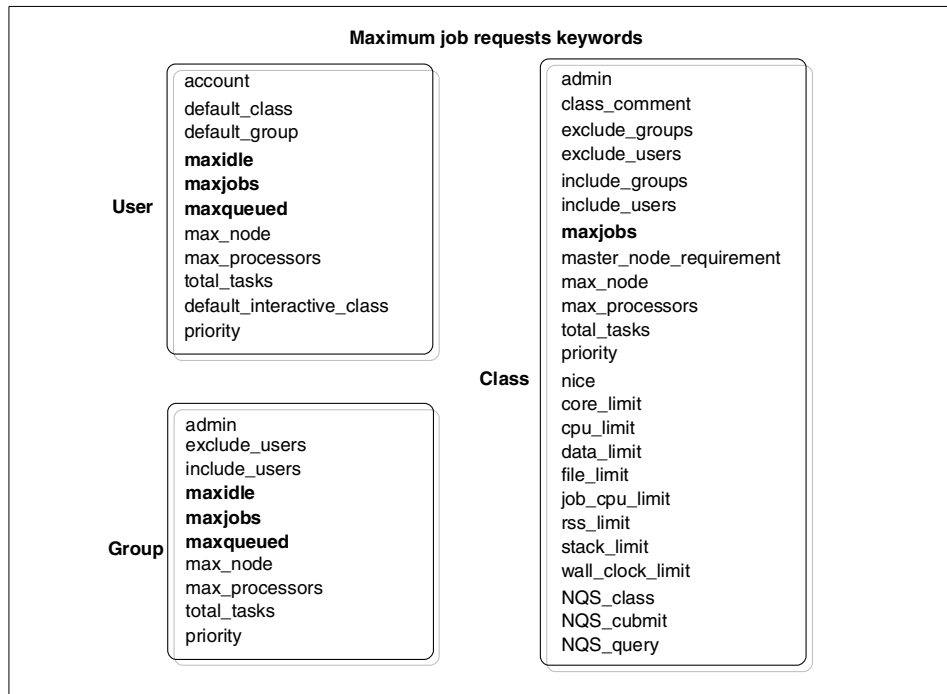 Maximum job requests keywords
User
account
default_class
default_group
maxidle
maxjobs
maxqueued
max_node
max_processors
total_tasks
default_interactive_class
priority
Group
admin
exclude_users
include_users
maxidle
maxjobs
maxqueued
max_node
max_processors
total_tasks
priority
Class
admin
class_comment
exclude_groups
exclude_users
include_groups
include_users
maxjobs
master_node_requirement
max_node
max_processors
total_tasks
priority
nice
core_limit
cpu_limit
data_limit
file_limit
job_cpu_limit
rss_limit
stack_limit
wall_clock_limit
NQS_class
NQS_cubmit
NQS_query